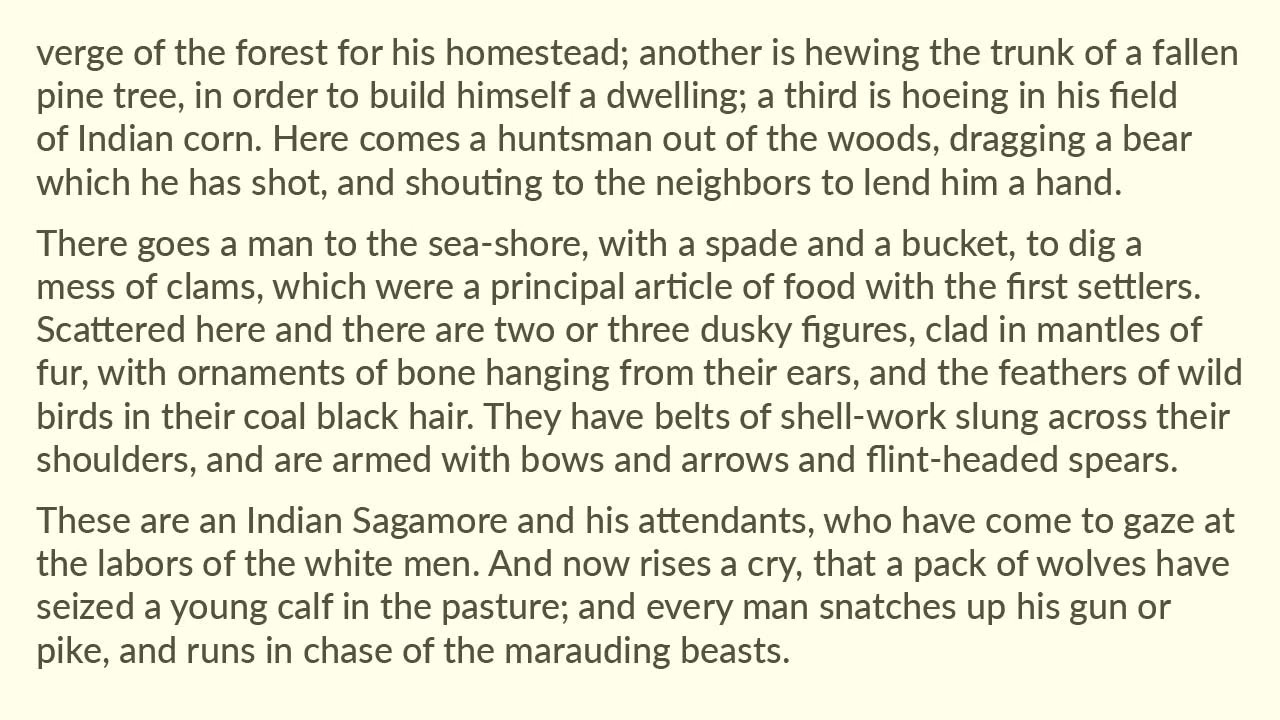 verge of the forest for his homestead; another is hewing the trunk of a fallen
pine tree, in order to build himself a dwelling; a third is hoeing in his field
of Indian corn. Here comes a huntsman out of the woods, dragging a bear
which he has shot, and shouting to the neighbors to lend him a hand.
There goes a man to the sea-shore, with a spade and a bucket, to dig a
mess of clams, which were a principal article of food with the first settlers.
Scattered here and there are two or three dusky figures, clad in mantles of
fur, with ornaments of bone hanging from their ears, and the feathers of wild
birds in their coal black hair. They have belts of shell-work slung across their
shoulders, and are armed with bows and arrows and flint-headed spears.
These are an Indian Sagamore and his attendants, who have come to gaze at
the labors of the white men. And now rises a cry, that a pack of wolves have
seized a young calf in the pasture; and every man snatches up his gun or
pike, and runs in chase of the marauding beasts.